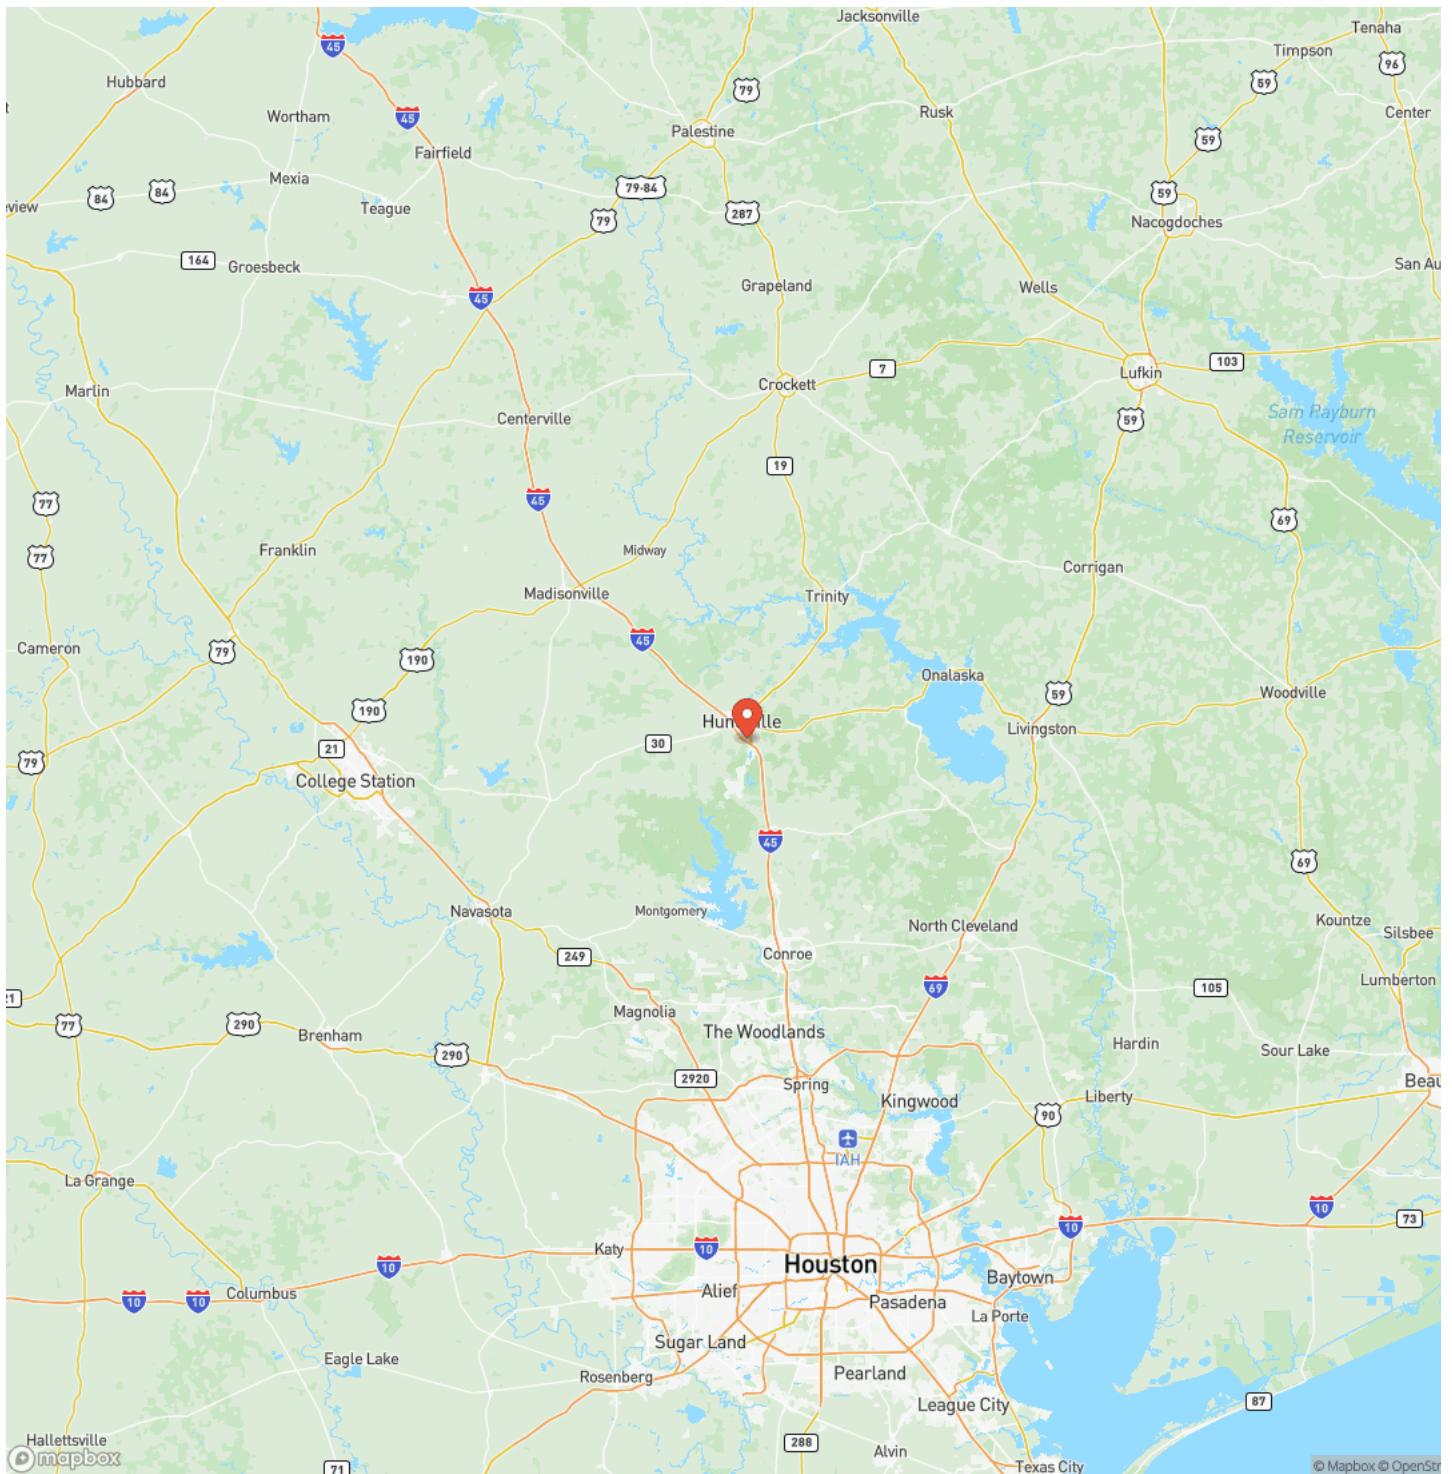 Jacksonville
Tenaha
45
Timpson
96
Hubbard
79
59
Wortham
45
Rusk
Center
Palestine
59
Fairfield
Mexia
79-84
59
84
84
eview
Teague
79
287
Nacogdoches
164
Groesbeck
San Au
Grapeland
Wells
45
103
7
Lufkin
Crockett
Marlin
Sam Rayburn
Reservoir
Centerville
59
19
77
45
69
Franklin
Midway
77
Corrigan
Madisonville
Trinity
45
Cameron
79
190
Onalaska
59
Woodville
190
Livingston
30
21
79
College Station
45
69
Navasota
Montgomery
North Cleveland
Kountze
Silsbee
249
Conroe
Lumberton
69
105
21
Magnolia
77
290
Brenham
The Woodlands
Hardin
Sour Lake
290
2920
Spring
Beau
Kingwood
Liberty
90
IAH
La Grange
10
73
10
Katy
10
Houston
10
Baytown
Alief
Columbus
10
10
Pasadena
La Porte
Sugar Land
Eagle Lake
Rosenberg
Pearland
League City
87
Hallettsville
288
Alvin
mapbox
71
Texas City
© Mapbox © OpenStr